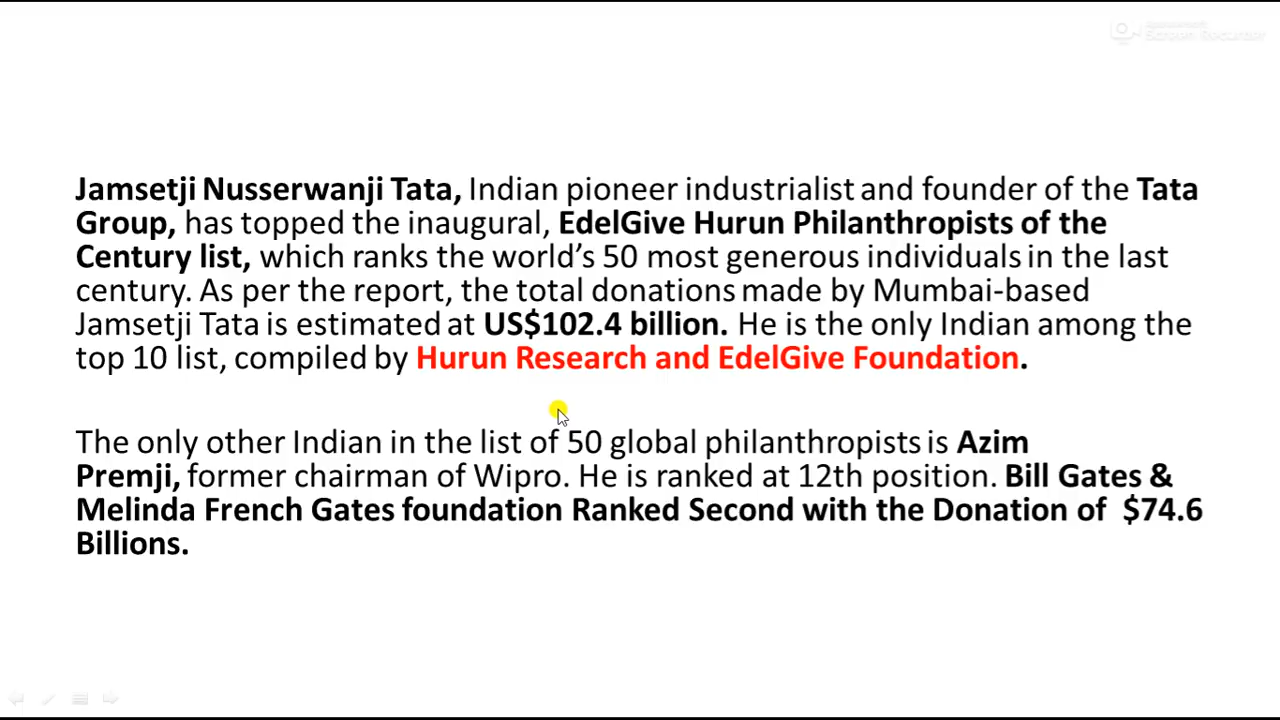 Apowersoft
Screen Recorder
Jamsetji Nusserwanji Tata, Indian pioneer industrialist and founder of the Tata
Group, has topped the inaugural, EdelGive Hurun Philanthropists of the
Century list, which ranks the world’s 50 most generous individuals in the last
century. As per the report, the total donations made by Mumbai-based
Jamsetji Tata is estimated at US$102.4 billion. He is the only Indian among the
top 10 list, compiled by Hurun Research and EdelGive Foundation.
The only other Indian in the list of 50 global philanthropists is Azim
Premji, former chairman of Wipro. He is ranked at 12th position. Bill Gates &
Melinda French Gates foundation Ranked Second with the Donation of $74.6
Billions.